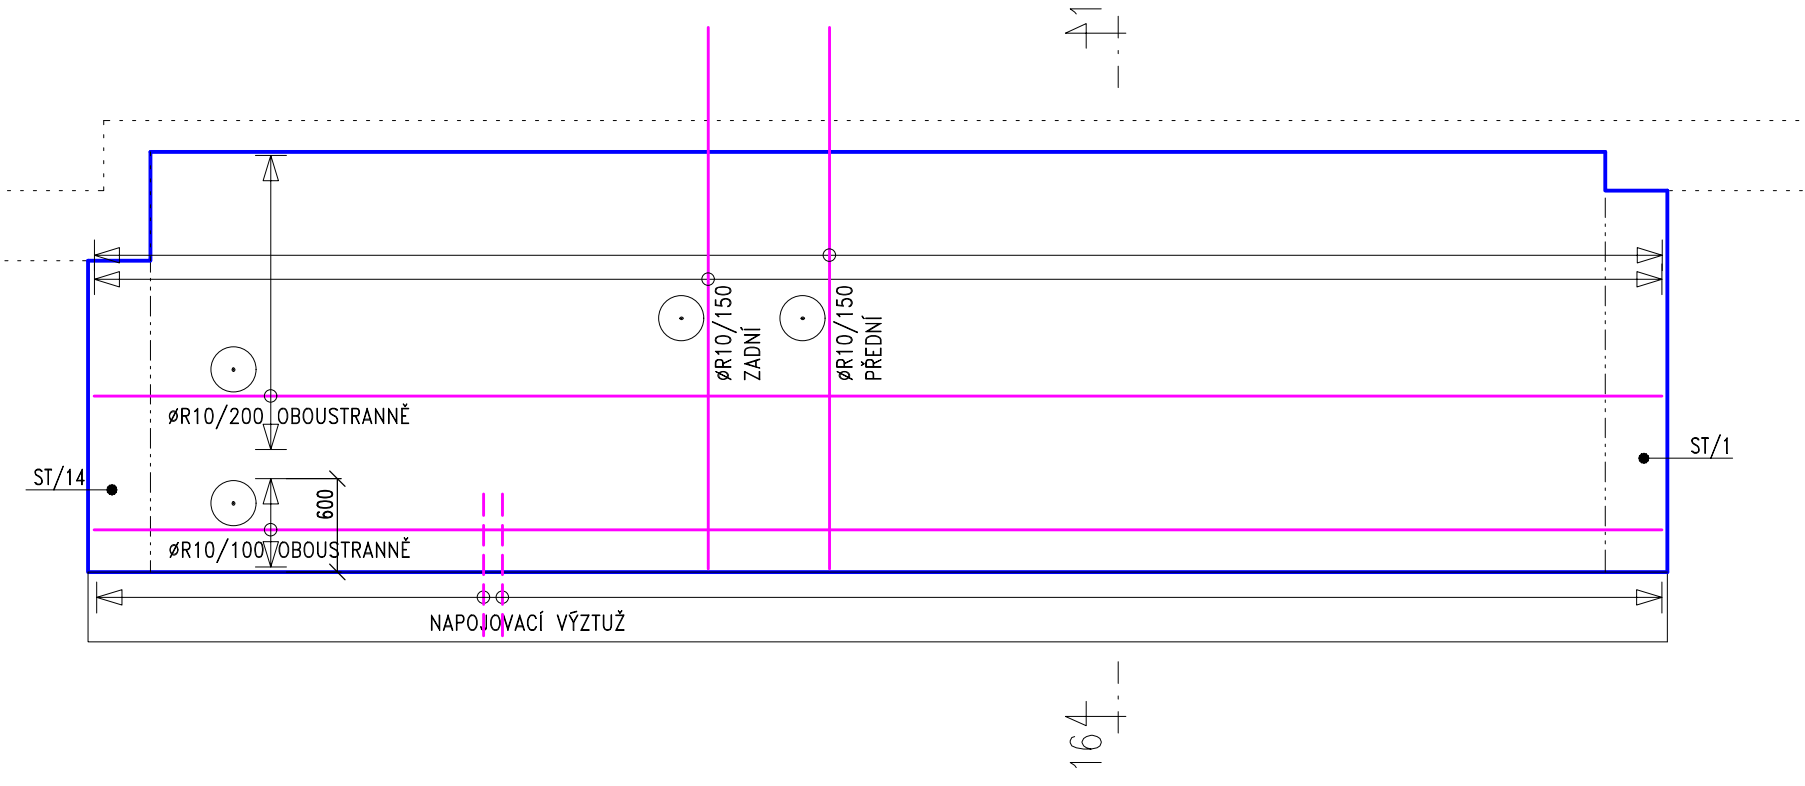 1
øR10/150
ZADNÍ
øR10/150
PŘEDNÍ
øR10/200 OBOUSTRANNĚ
ST/1
ST/14
600
øR10/100 OBOUSTRANNĚ
NAPOJOVACÍ VÝZTUŽ
164